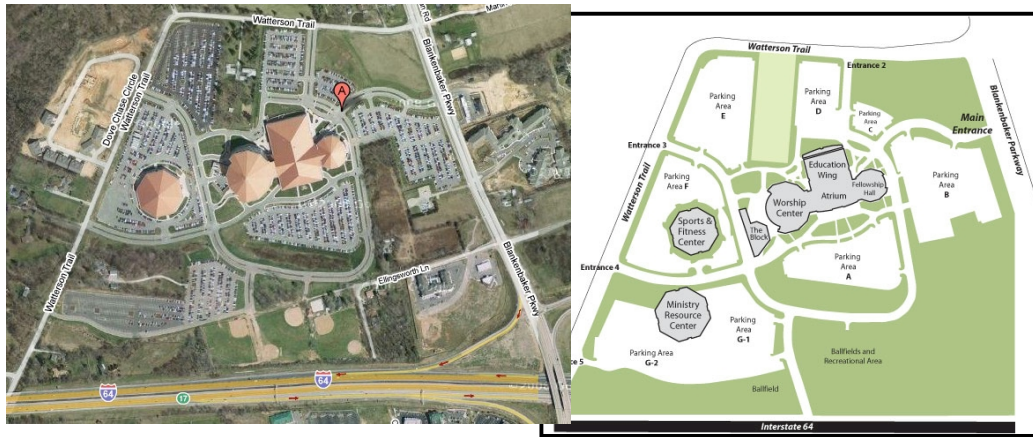 Watterson Trail
Blankenbaker Pkwy
Dove Chase Circle
Watterson Trail
A
Watterson Trail
Ellingsworth Ln
Blankenbaker Pkwy
64
64
17
Watterson Trail
Entrance 2
Parking
Area
E
Parking
Area
D
Parking
Area
C
Main
Entrance
Blankenbaker Parkway
Entrance 3
Watterson Trail
Parking
Area F
Education
Wing
Atrium
Fellowship
Hall
Worship
Center
Parking
Area
B
Sports &
Fitness
Center
The
Block
Entrance 4
Parking
Area
A
Ministry
Resource
Center
Parking
Area
G-1
Parking Area
G-2
Ballfields and
Recreational Area
Ballfield
Interstate 64